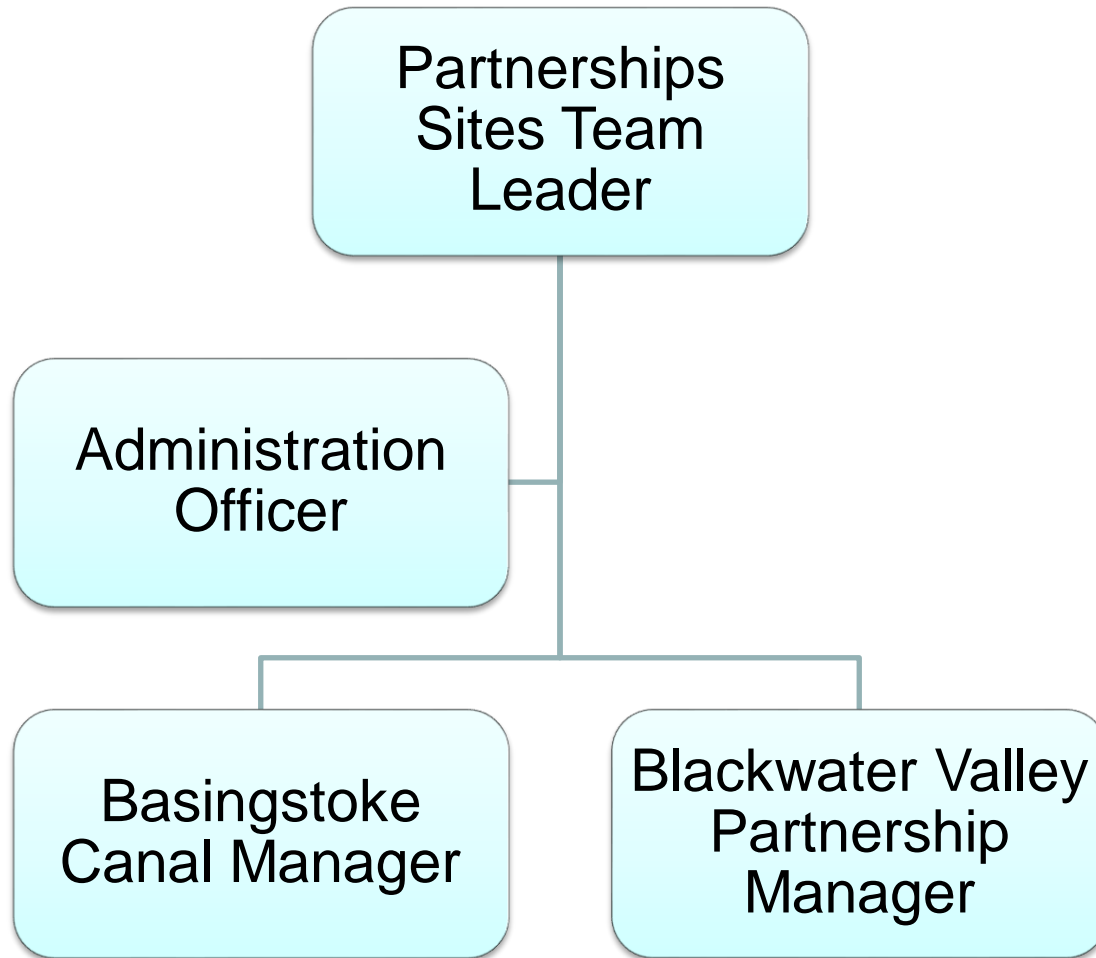 Partnerships
Sites Team
Leader
Administration
Officer
Basingstoke
Canal Manager
Blackwater Valley
Partnership
Manager